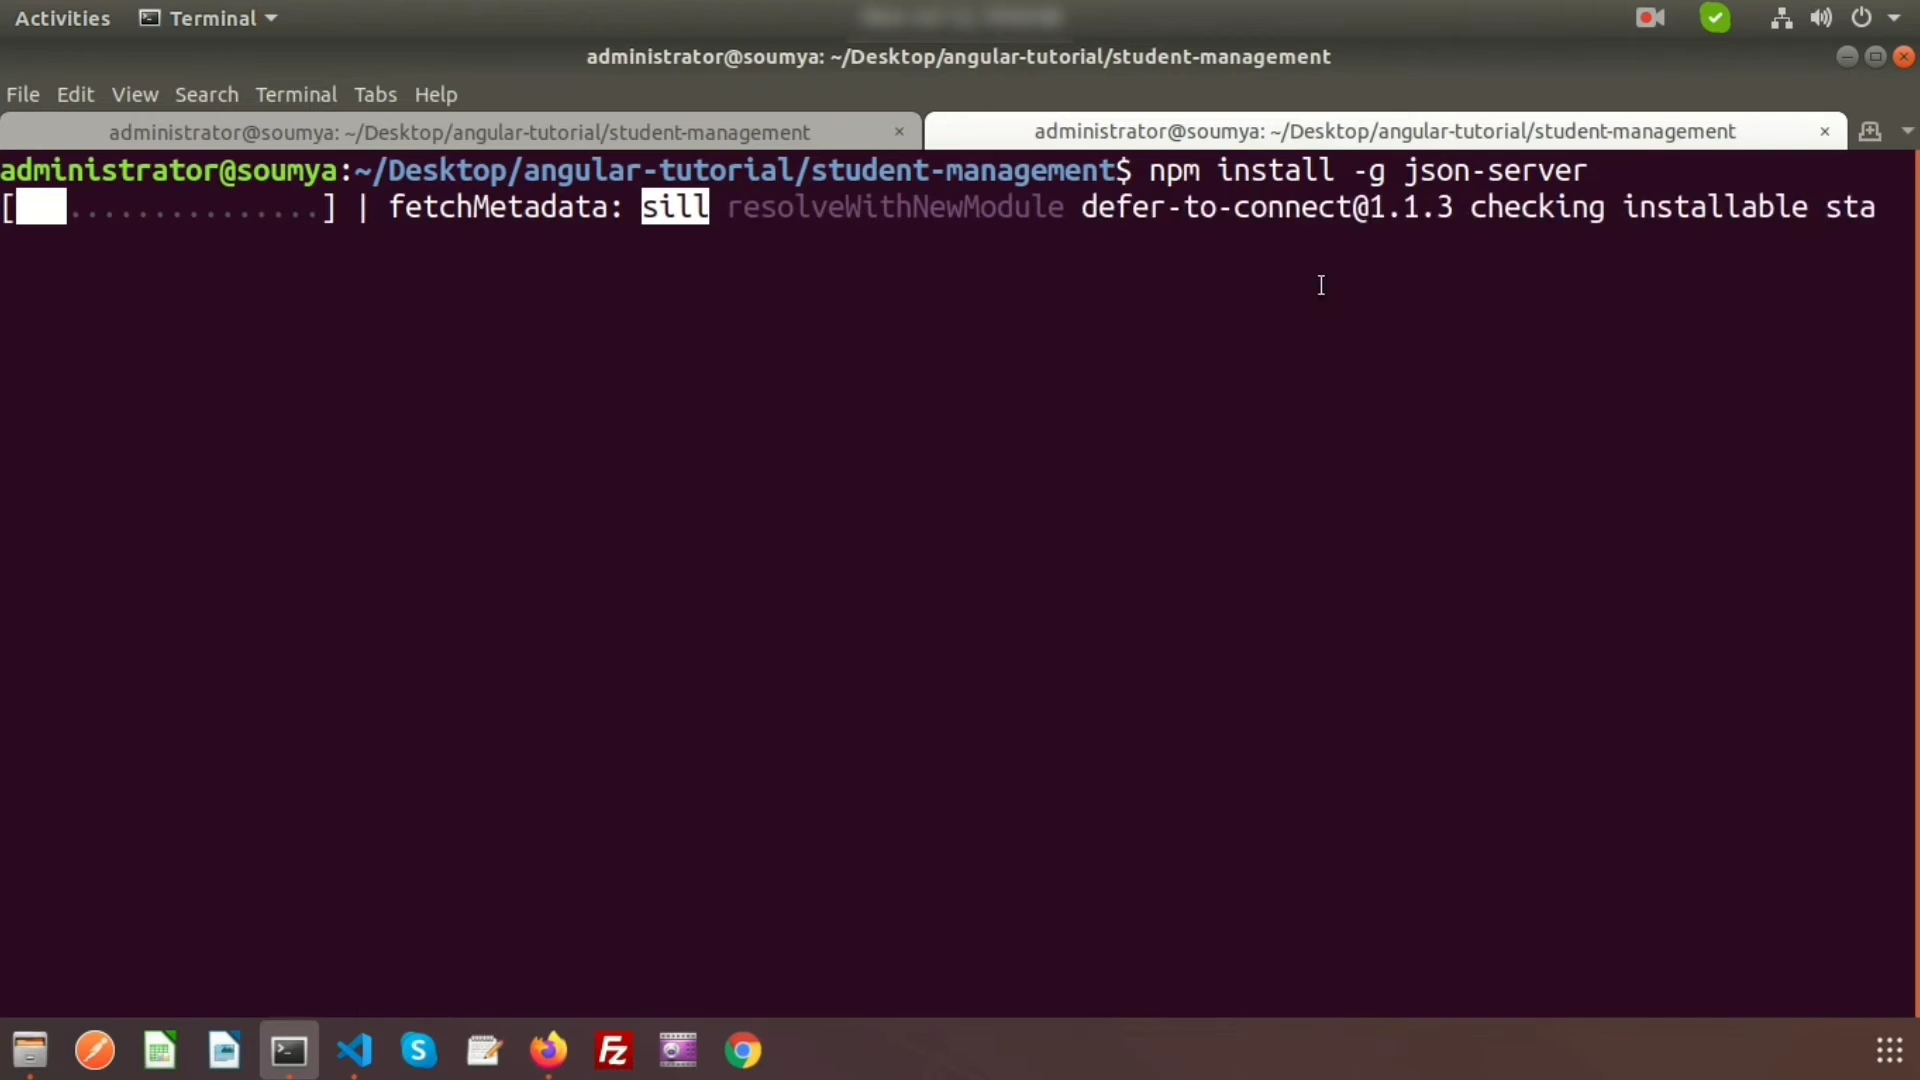 Activities Terminal
administrator@soumya: ~/Desktop/angular-tutorial/student-management
File Edit View Search Terminal Tabs Help
administrator@soumya: ~/Desktop/angular-tutorial/student-management × administrator@soumya: ~/Desktop/angular-tutorial/student-management ×
administrator@soumya:~/Desktop/angular-tutorial/student-management$ npm install -g json-server
[ ...............] | fetchMetadata: sill resolveWithNewModule defer-to-connect@1.1.3 checking installable sta
S Fz